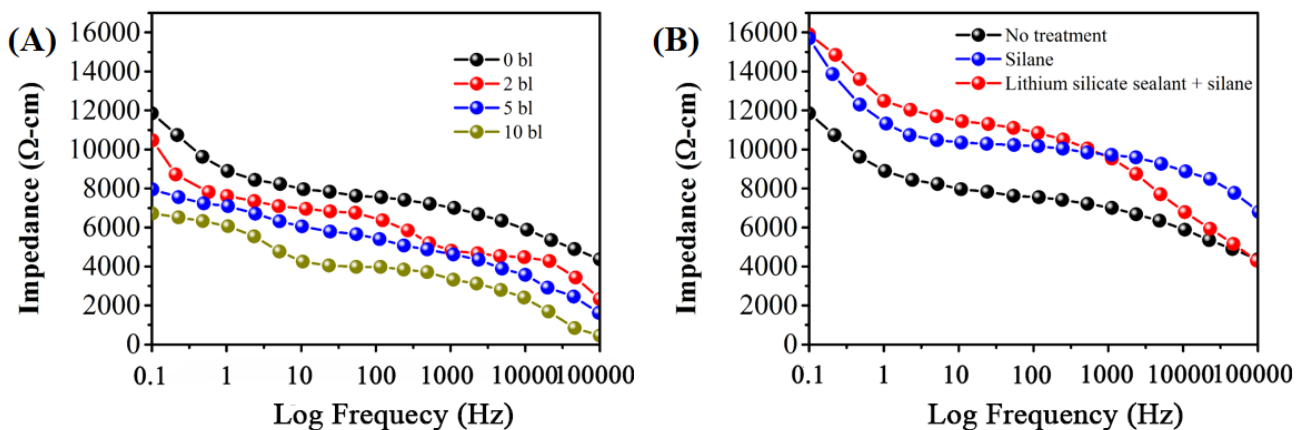 (A)
Impedance (Ω-cm)
16000
14000
12000
10000
8000
6000
4000
2000
0
0 bl
2 bl
5 bl
10 bl
0.1 1 10 100 1000 10000 100000
Log Frequecy (Hz)
(B)
Impedance (Ω-cm)
16000
14000
12000
10000
8000
6000
4000
2000
0
No treatment
Silane
Lithium silicate sealant + silane
0.1 1 10 100 1000 10000 100000
Log Frequency (Hz)